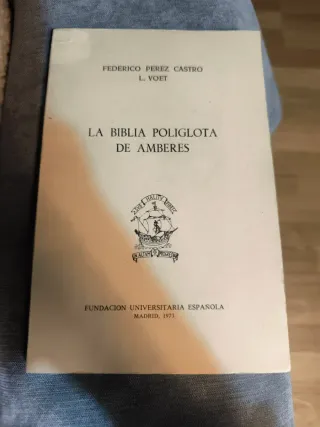 FEDERICO PEREZ CASTRO
L. VOET
LA BIBLIA POLIGLOTA
DE AMBERES
FUNDACION UNIVERSITARIA ESPAÑOLA
MADRID, 1973